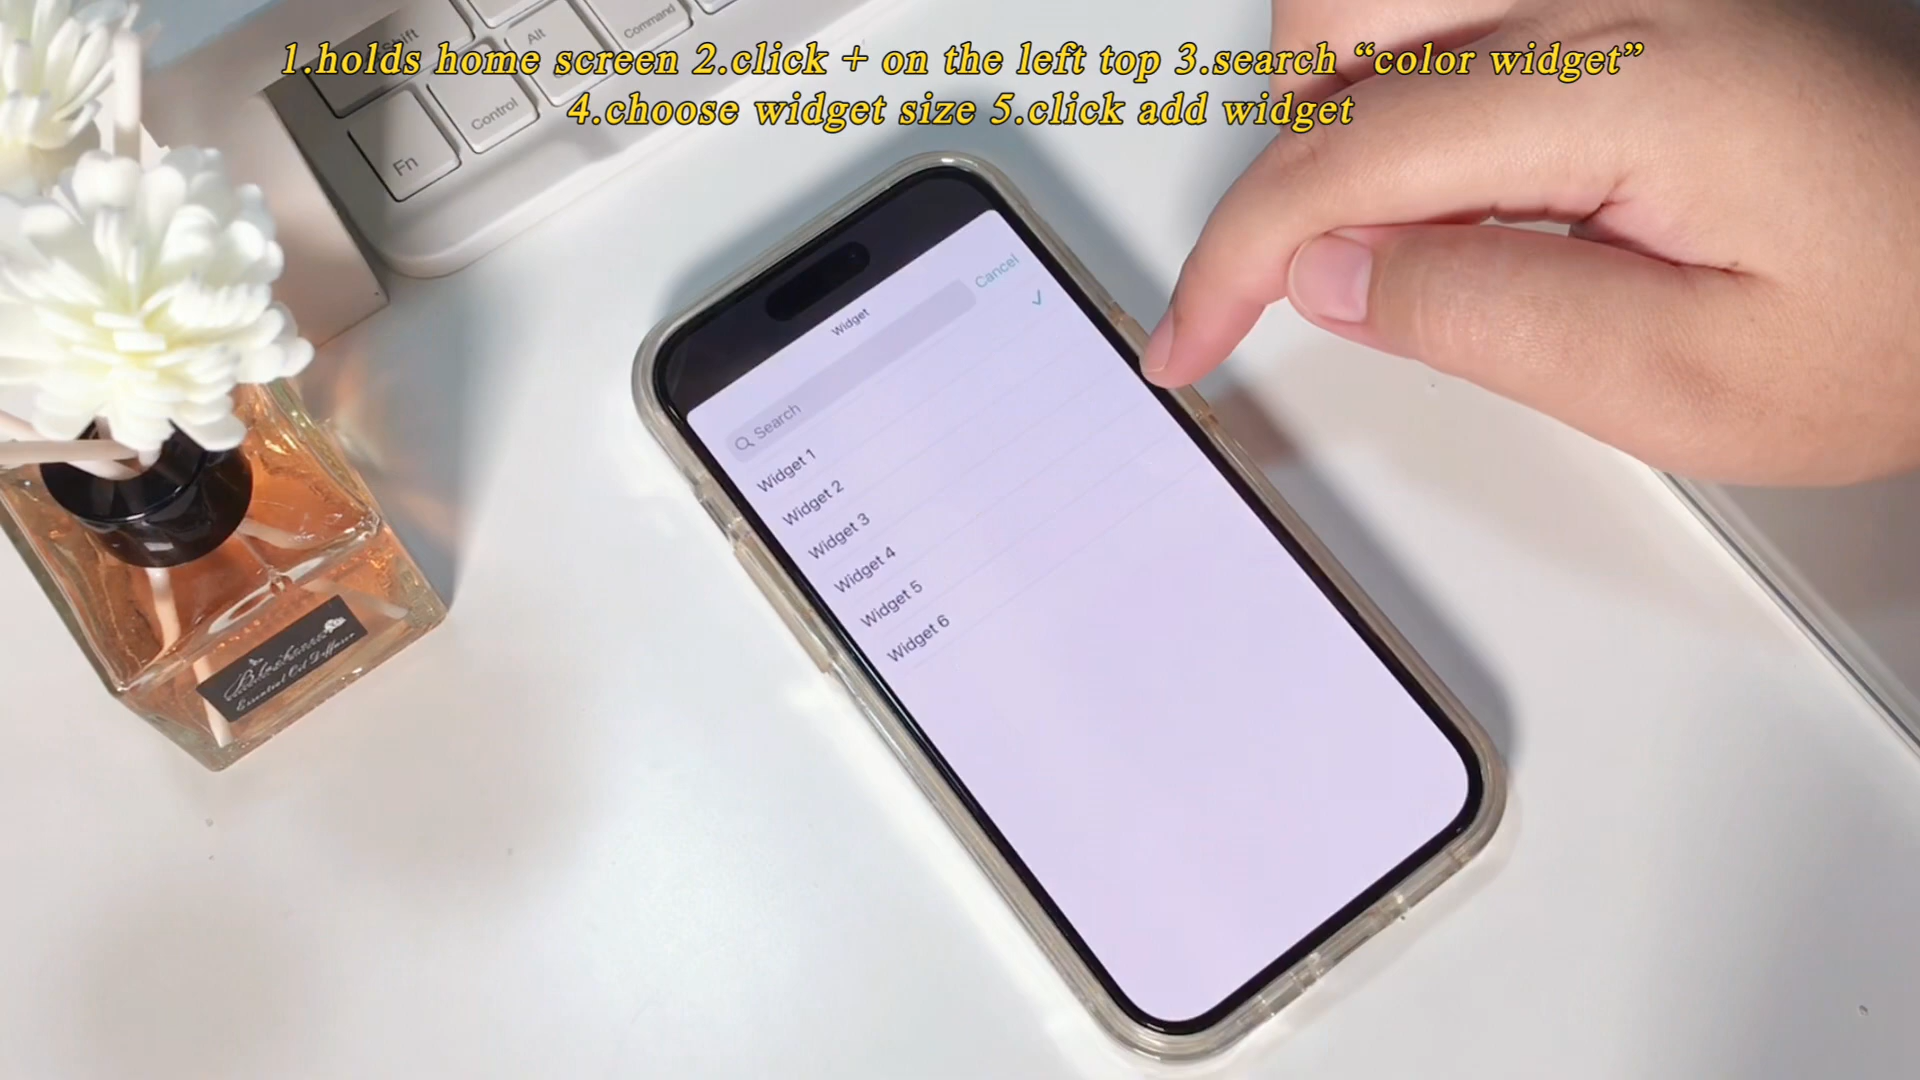 1.holds home screen 2.click + on the left top 3.search “color widget”
4.choose widget size 5.click add widget
Shift
Alt
Command
Fn
Control
Cancel
Widget
Search
Widget 1
Widget 2
Widget 3
Widget 4
Widget 5
Widget 6
Essential Oil Diffuser